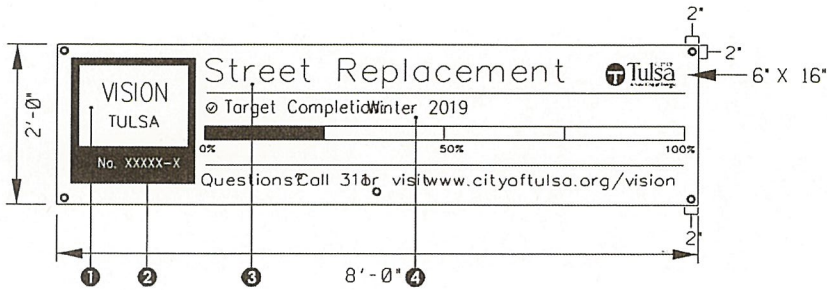 2"
2"
6" X 16"
2'-0"
VISION
TULSA
No. XXXXX-X
Street Replacement
Tulsa
Target Completion: Winter 2019
0% 50% 100%
Questions? Call 311 or visit www.cityoftulsa.org/vision
2"
8'-0"
1 2 3 4